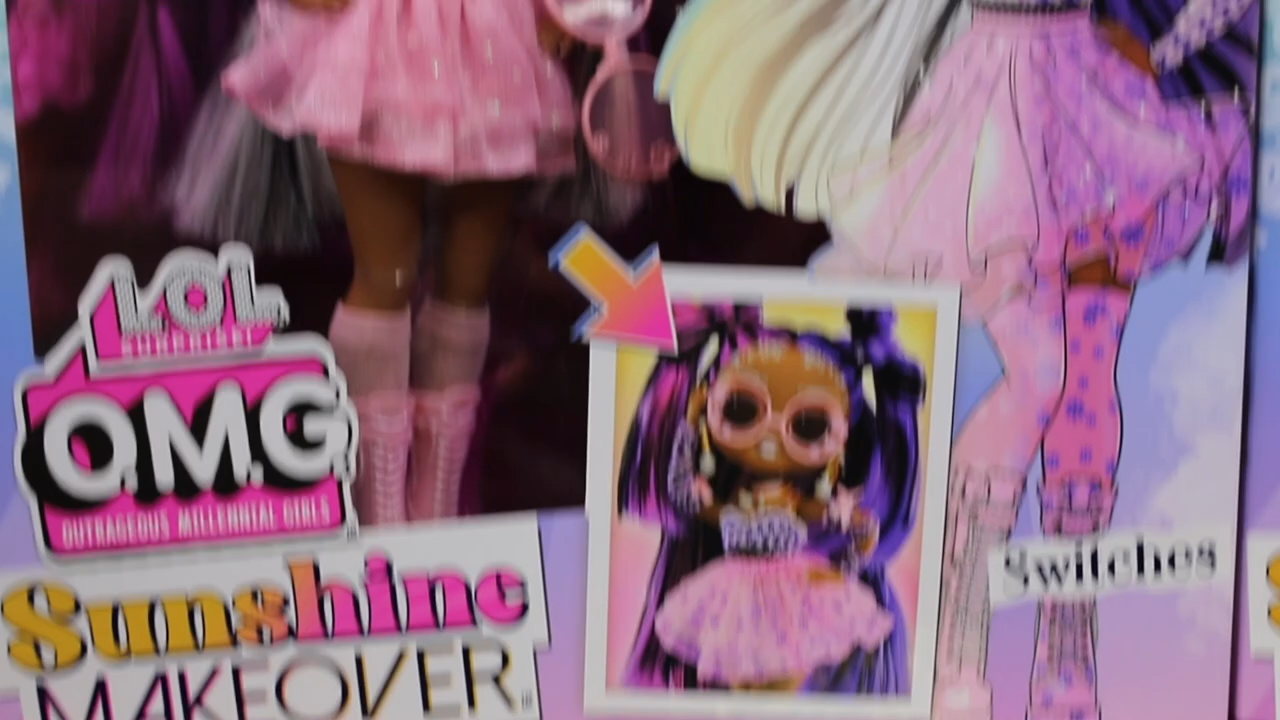 L.O.L.
SURPRISE!
O.M.G
OUTRAGEOUS MILLENNIAL GIRLS
Sunshine
MAKEOVER
Switches